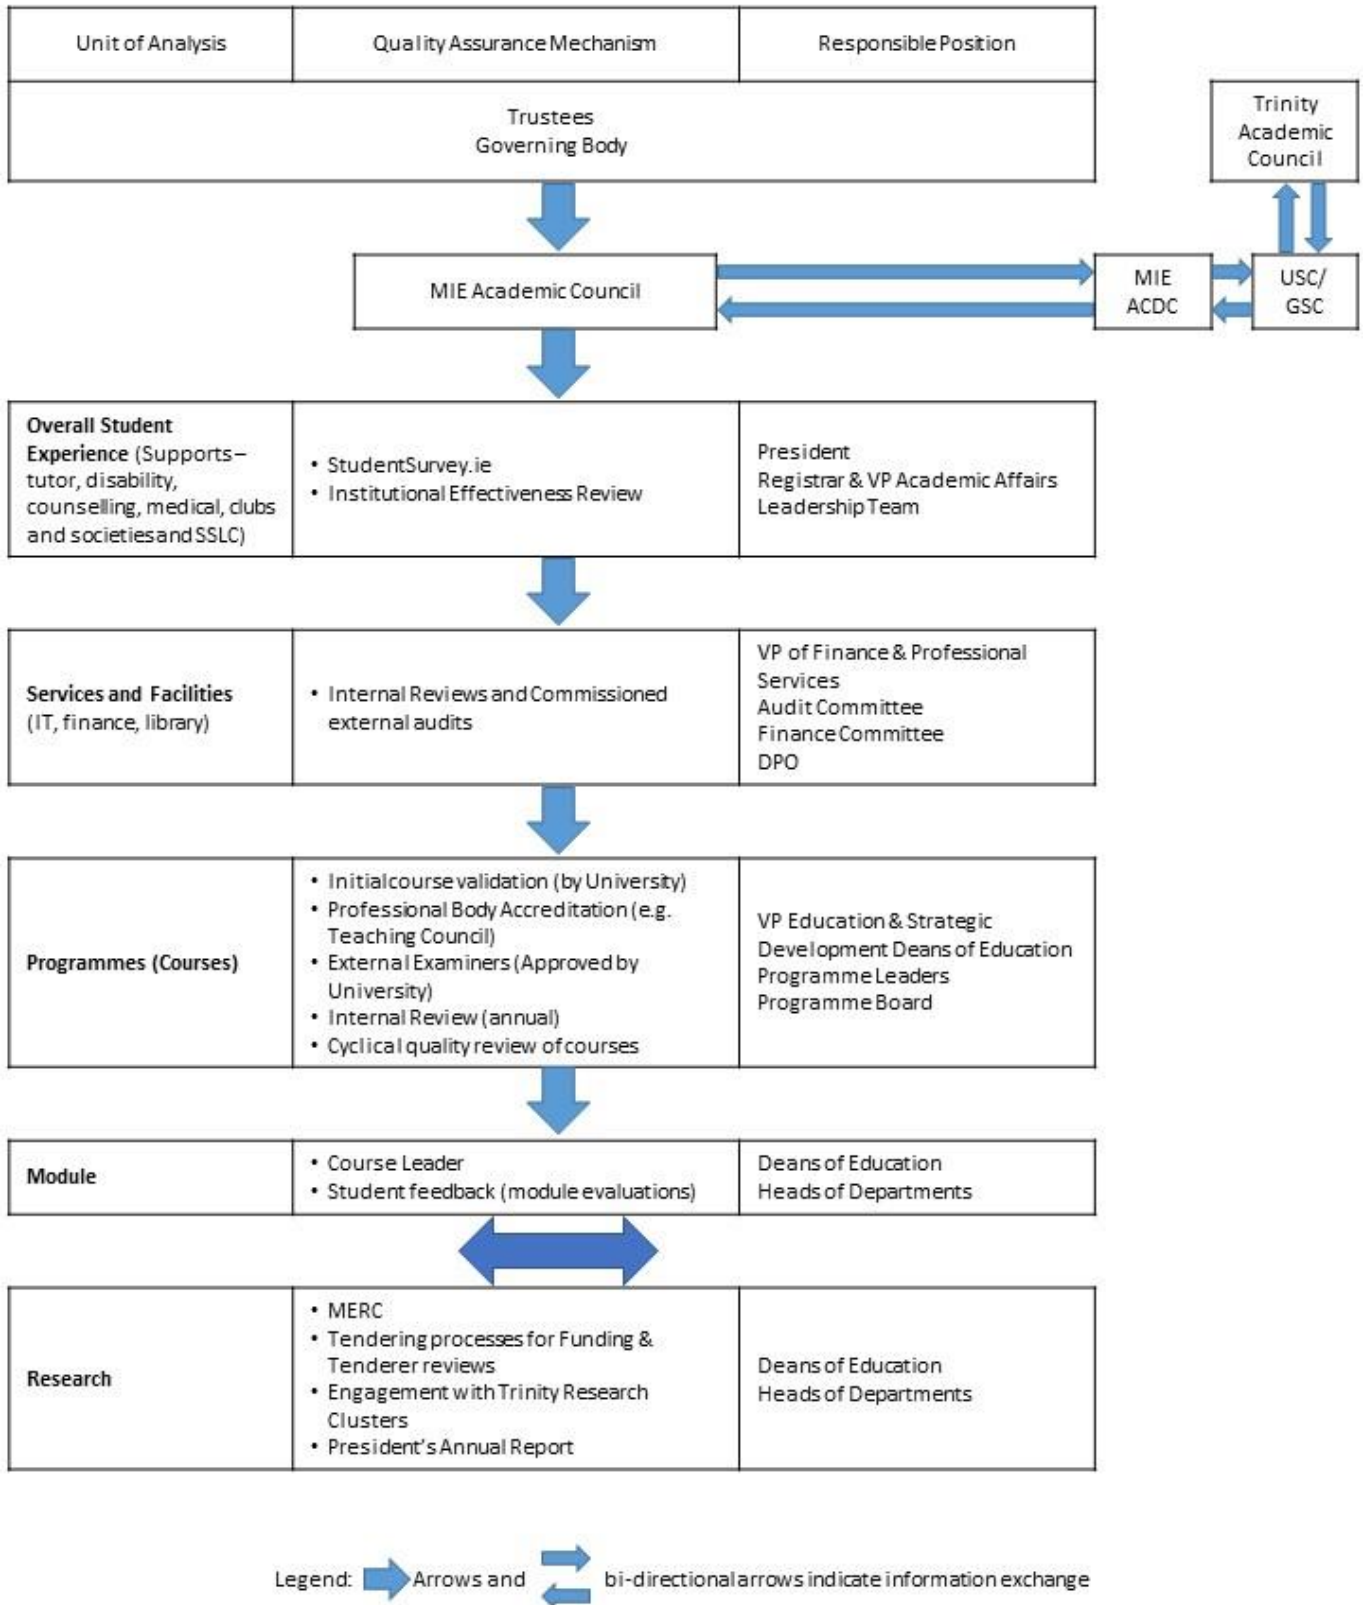 Unit of Analysis
Quality Assurance Mechanism
Responsible Position
Trustees
Governing Body
Trinity
Academic
Council
MIE Academic Council
MIE
ACDC
USC/
GSC
Overall Student
Experience (Supports –
tutor, disability,
counselling, medical, clubs
and societies and SSLC)
• StudentSurvey.ie
• Institutional Effectiveness Review
President
Registrar & VP Academic Affairs
Leadership Team
Services and Facilities
(IT, finance, library)
• Internal Reviews and Commissioned
external audits
VP of Finance & Professional
Services
Audit Committee
Finance Committee
DPO
Programmes (Courses)
• Initial course validation (by University)
• Professional Body Accreditation (e.g.
Teaching Council)
• External Examiners (Approved by
University)
• Internal Review (annual)
• Cyclical quality review of courses
VP Education & Strategic
Development Deans of Education
Programme Leaders
Programme Board
Module
• Course Leader
• Student feedback (module evaluations)
Deans of Education
Heads of Departments
Research
• MERC
• Tendering processes for Funding &
Tenderer reviews
• Engagement with Trinity Research
Clusters
• President's Annual Report
Deans of Education
Heads of Departments
Legend: Arrows and bi-directional arrows indicate information exchange